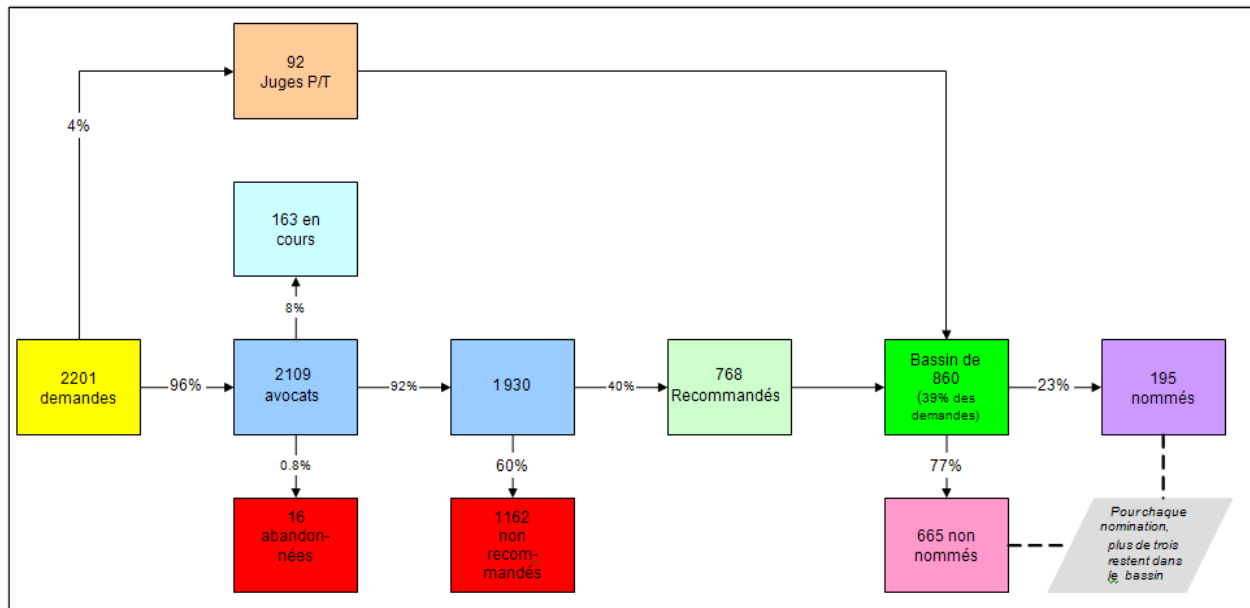 92
Juges P/T
4%
163 en
cours
8%
2201
demandes
96%
2109
avocats
92%
1 930
40%
768
Recommandés
Bassin de
860
(39% des
demandes)
23%
195
nommés
0.8%
60%
77%
16
abandon-
nées
1162
non
recom-
mandés
665 non
nommés
Pour chaque
nomination,
plus de trois
restent dans
le bassin